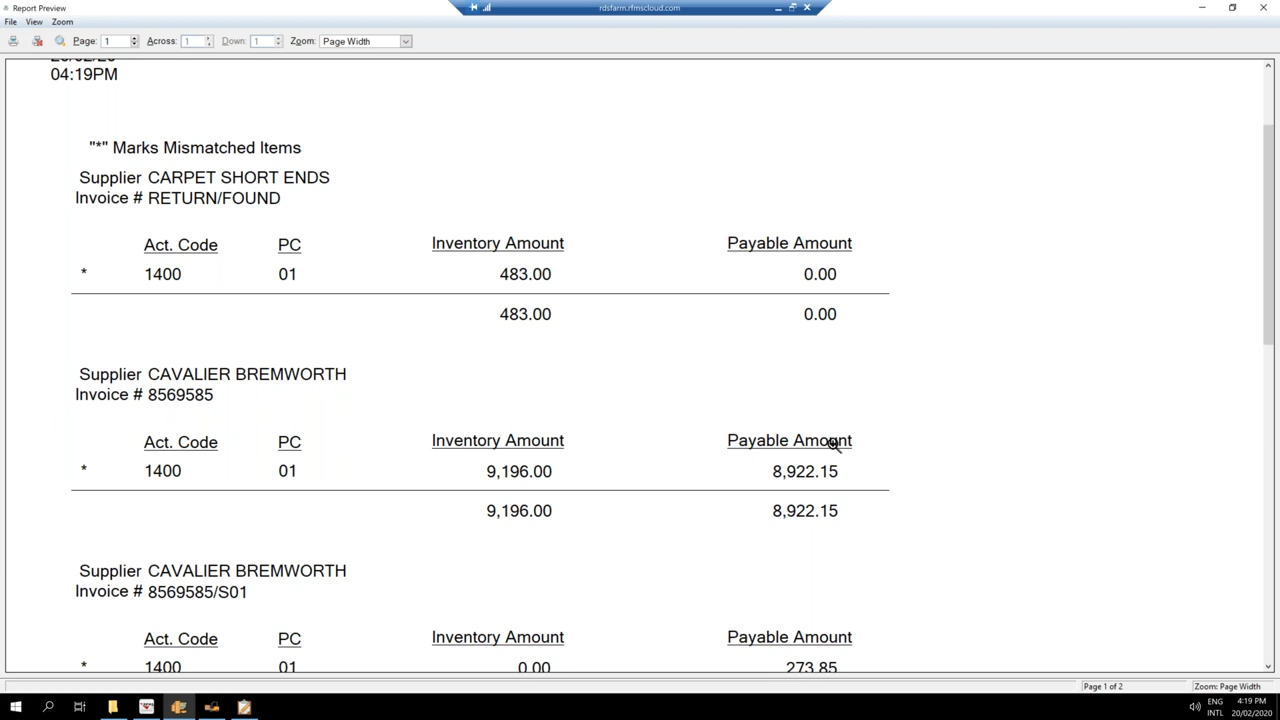 Report Preview
rdsfarm.rfmscloud.com
File View Zoom
Page: 1 Across: 1 Down: 1 Zoom: Page Width
04:19PM
"*" Marks Mismatched Items
Supplier CARPET SHORT ENDS
Invoice # RETURN/FOUND
Act. Code PC Inventory Amount Payable Amount
* 1400 01 483.00 0.00
483.00 0.00
Supplier CAVALIER BREMWORTH
Invoice # 8569585
Act. Code PC Inventory Amount Payable Amount
* 1400 01 9,196.00 8,922.15
9,196.00 8,922.15
Supplier CAVALIER BREMWORTH
Invoice # 8569585/S01
Act. Code PC Inventory Amount Payable Amount
* 1400 01 0.00 273.85
Page 1 of 2 Zoom: Page Width
ENG 4:19 PM
INTL 20/02/2020